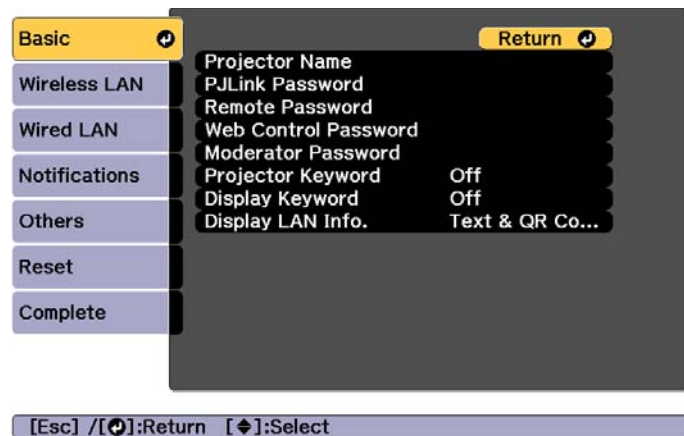 Basic
Wireless LAN
Wired LAN
Notifications
Others
Reset
Complete
Return
Projector Name
PJLink Password
Remote Password
Web Control Password
Moderator Password
Projector Keyword Off
Display Keyword Off
Display LAN Info. Text & QR Co...
[Esc] /[⏎]:Return [◆]:Select